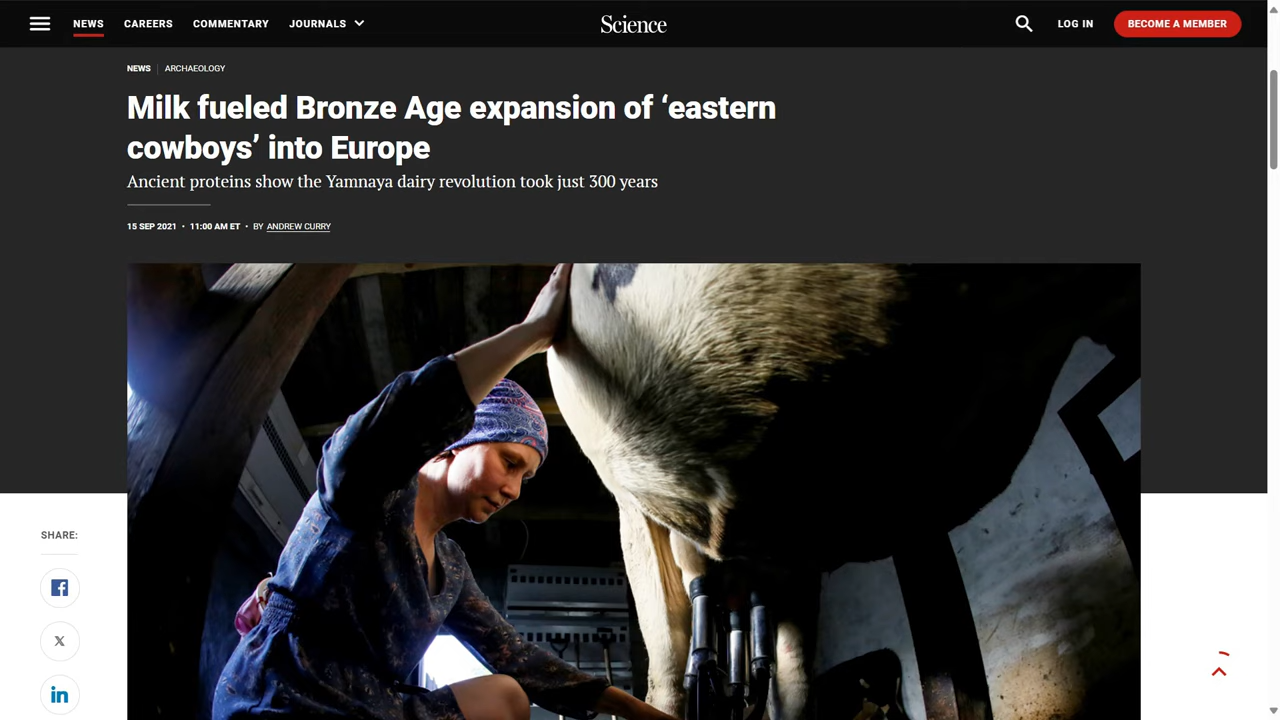 NEWS CAREERS COMMENTARY JOURNALS Science LOG IN BECOME A MEMBER
NEWS ARCHAEOLOGY
Milk fueled Bronze Age expansion of ‘eastern
cowboys’ into Europe
Ancient proteins show the Yamnaya dairy revolution took just 300 years
15 SEP 2021 • 11:00 AM ET • BY ANDREW CURRY
SHARE: